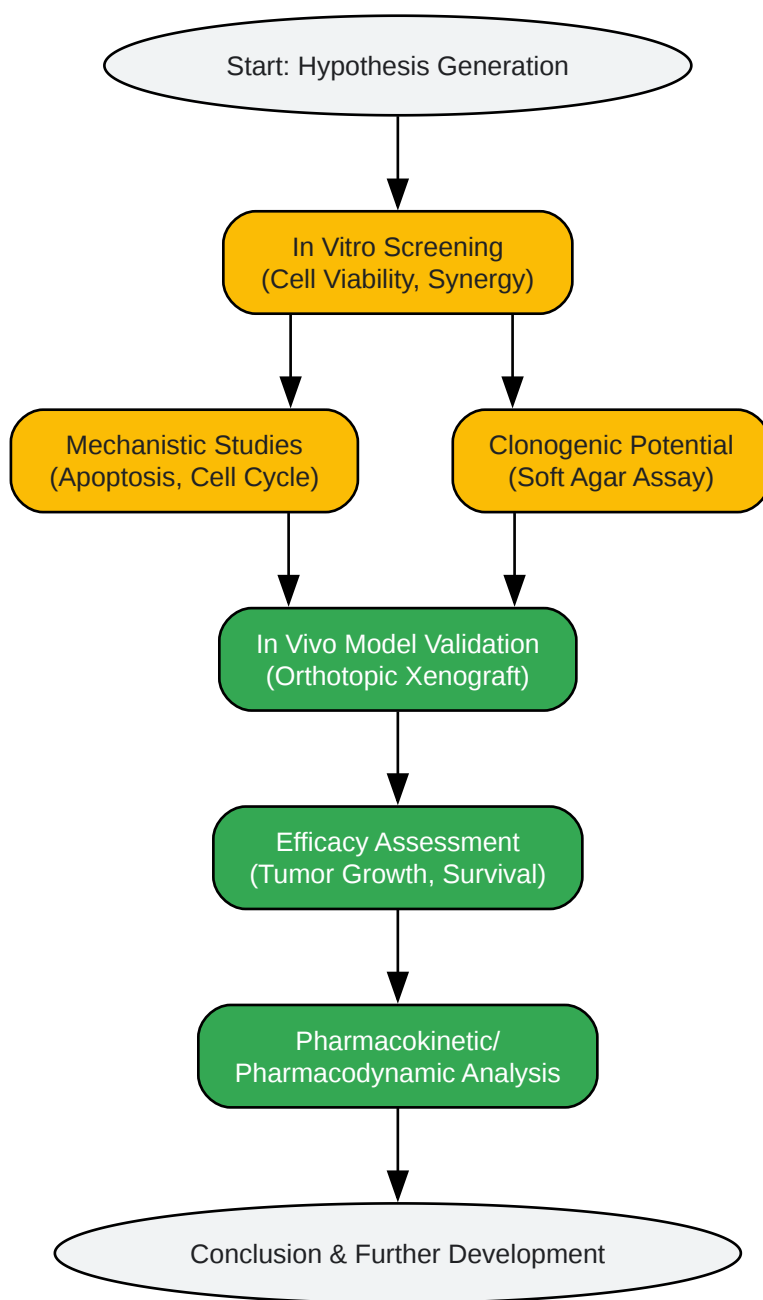 Start: Hypothesis Generation
In Vitro Screening
(Cell Viability, Synergy)
Mechanistic Studies
(Apoptosis, Cell Cycle)
Clonogenic Potential
(Soft Agar Assay)
In Vivo Model Validation
(Orthotopic Xenograft)
Efficacy Assessment
(Tumor Growth, Survival)
Pharmacokinetic/
Pharmacodynamic Analysis
Conclusion & Further Development